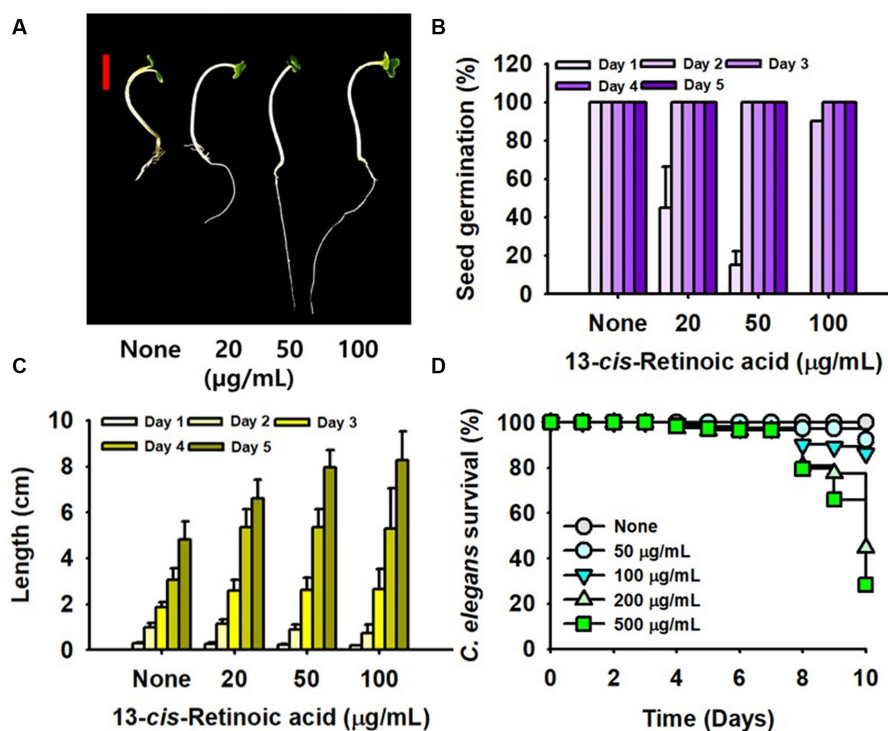 A
None 20 50 100
(µg/mL)
B
Day 1 Day 2 Day 3
Day 4 Day 5
Seed germination (%)
120
100
80
60
40
20
0
None 20 50 100
13-cis-Retinoic acid (µg/mL)
C
Day 1 Day 2 Day 3
Day 4 Day 5
Length (cm)
10
8
6
4
2
0
None 20 50 100
13-cis-Retinoic acid (µg/mL)
D
C. elegans survival (%)
100
80
60
40
20
0
None
50 µg/mL
100 µg/mL
200 µg/mL
500 µg/mL
0 2 4 6 8 10
Time (Days)